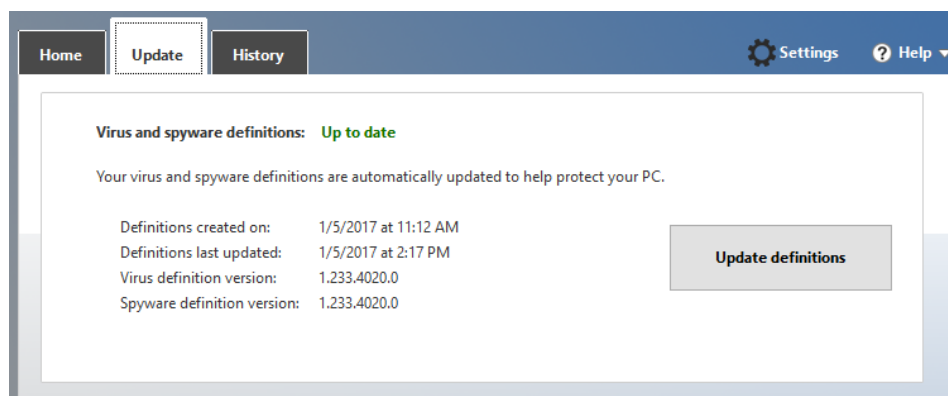 Home Update History Settings Help
Virus and spyware definitions: Up to date
Your virus and spyware definitions are automatically updated to help protect your PC.
Definitions created on: 1/5/2017 at 11:12 AM
Definitions last updated: 1/5/2017 at 2:17 PM
Update definitions
Virus definition version: 1.233.4020.0
Spyware definition version: 1.233.4020.0